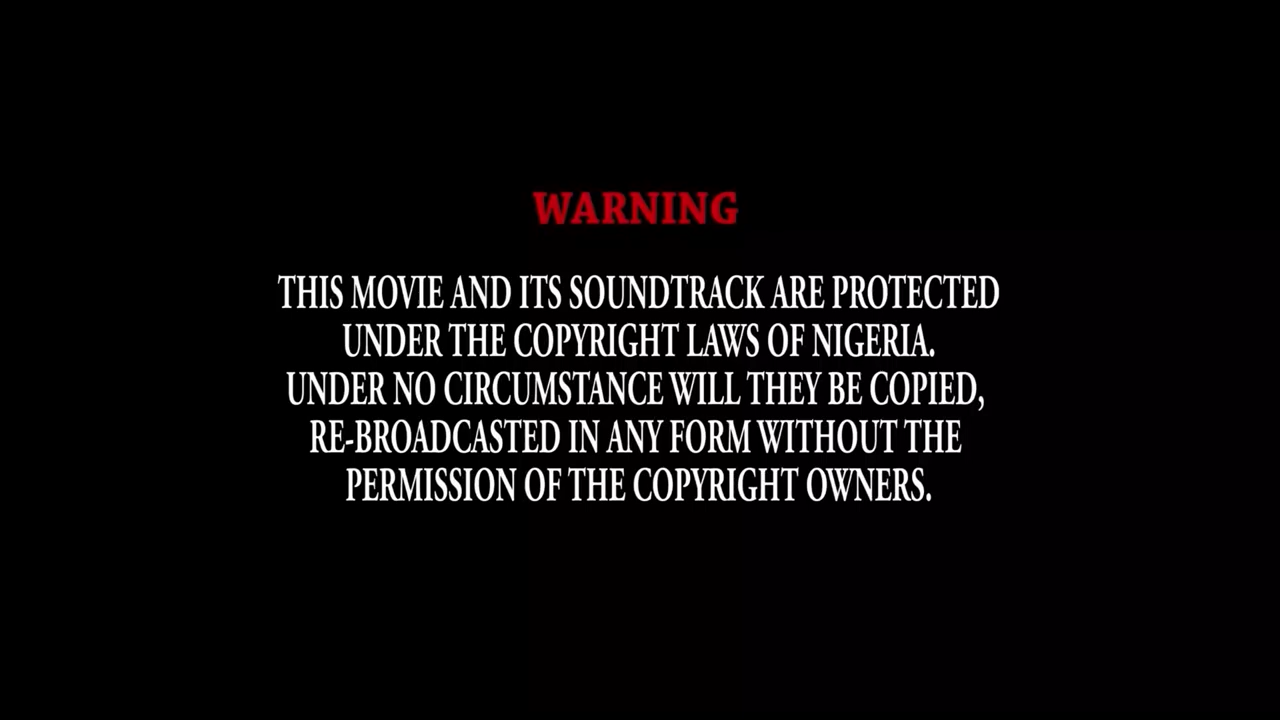 WARNING
THIS MOVIE AND ITS SOUNDTRACK ARE PROTECTED
UNDER THE COPYRIGHT LAWS OF NIGERIA.
UNDER NO CIRCUMSTANCE WILL THEY BE COPIED,
RE-BROADCASTED IN ANY FORM WITHOUT THE
PERMISSION OF THE COPYRIGHT OWNERS.